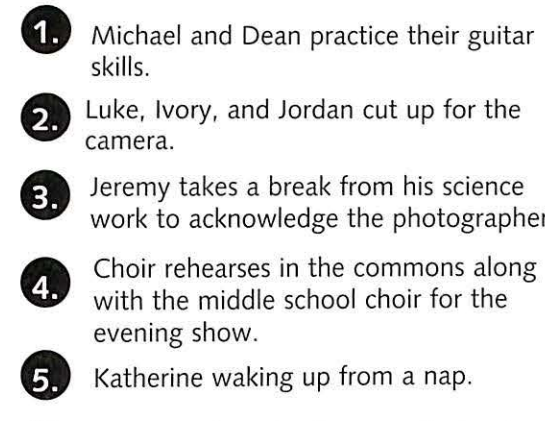 1. Michael and Dean practice their guitar
skills.
2. Luke, Ivory, and Jordan cut up for the
camera.
3. Jeremy takes a break from his science
work to acknowledge the photographer
4. Choir rehearses in the commons along
with the middle school choir for the
evening show.
5. Katherine waking up from a nap.